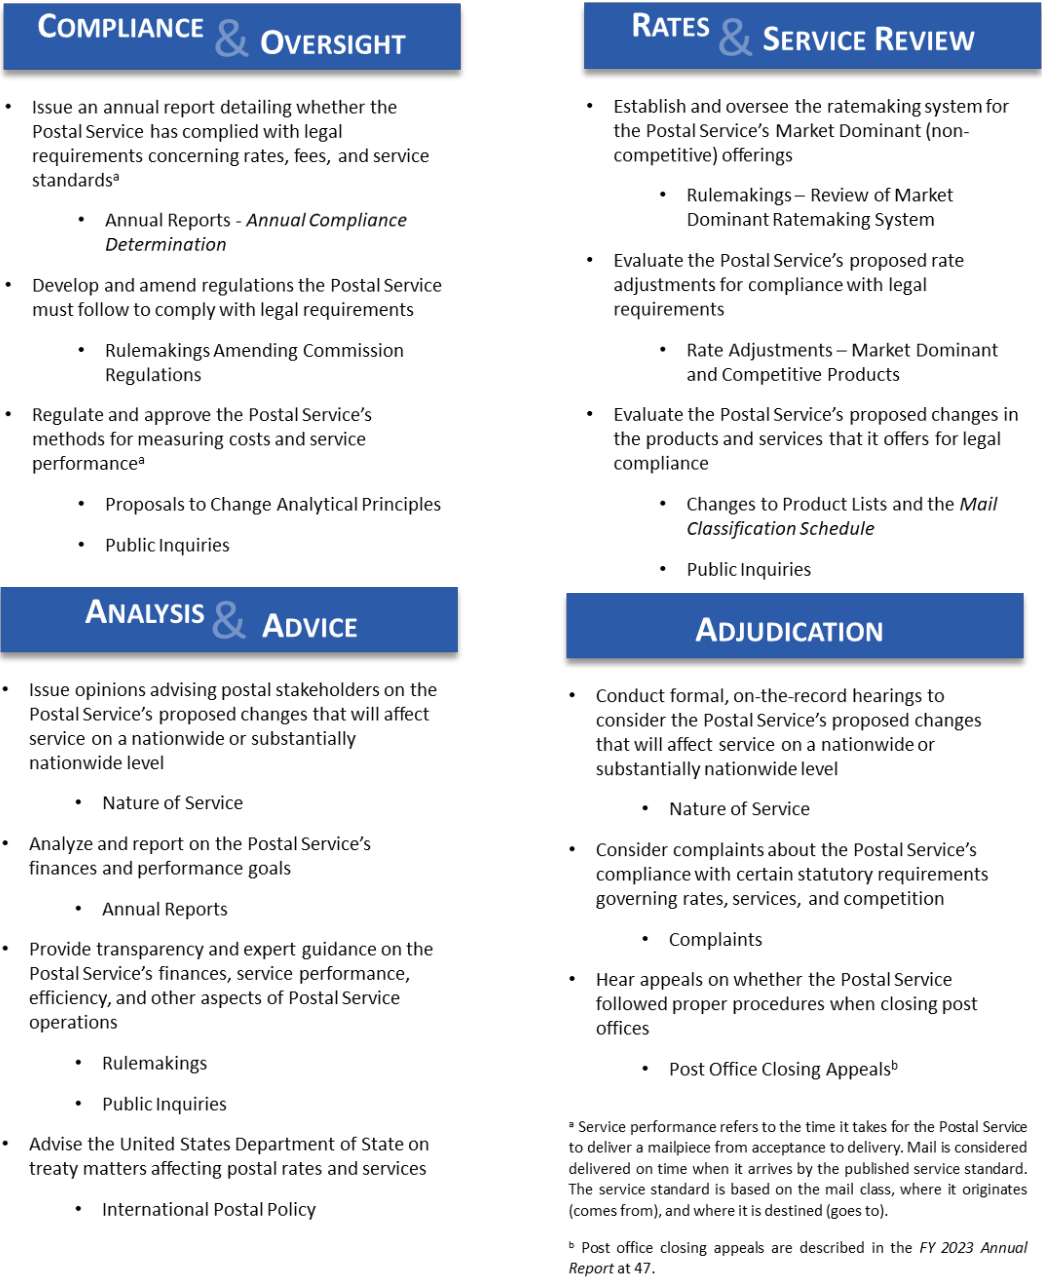 COMPLIANCE & OVERSIGHT
• Issue an annual report detailing whether the
Postal Service has complied with legal
requirements concerning rates, fees, and service
standardsᵃ
• Annual Reports - Annual Compliance
Determination
• Develop and amend regulations the Postal Service
must follow to comply with legal requirements
• Rulemakings Amending Commission
Regulations
• Regulate and approve the Postal Service’s
methods for measuring costs and service
performanceᵃ
• Proposals to Change Analytical Principles
• Public Inquiries
RATES & SERVICE REVIEW
• Establish and oversee the ratemaking system for
the Postal Service’s Market Dominant (non-
competitive) offerings
• Rulemakings – Review of Market
Dominant Ratemaking System
• Evaluate the Postal Service’s proposed rate
adjustments for compliance with legal
requirements
• Rate Adjustments – Market Dominant
and Competitive Products
• Evaluate the Postal Service’s proposed changes in
the products and services that it offers for legal
compliance
• Changes to Product Lists and the Mail
Classification Schedule
• Public Inquiries
ANALYSIS & ADVICE
• Issue opinions advising postal stakeholders on the
Postal Service’s proposed changes that will affect
service on a nationwide or substantially
nationwide level
• Nature of Service
• Analyze and report on the Postal Service’s
finances and performance goals
• Annual Reports
• Provide transparency and expert guidance on the
Postal Service’s finances, service performance,
efficiency, and other aspects of Postal Service
operations
• Rulemakings
• Public Inquiries
• Advise the United States Department of State on
treaty matters affecting postal rates and services
• International Postal Policy
ADJUDICATION
• Conduct formal, on-the-record hearings to
consider the Postal Service’s proposed changes
that will affect service on a nationwide or
substantially nationwide level
• Nature of Service
• Consider complaints about the Postal Service’s
compliance with certain statutory requirements
governing rates, services, and competition
• Complaints
• Hear appeals on whether the Postal Service
followed proper procedures when closing post
offices
• Post Office Closing Appealsᵇ
ᵃ Service performance refers to the time it takes for the Postal Service
to deliver a mailpiece from acceptance to delivery. Mail is considered
delivered on time when it arrives by the published service standard.
The service standard is based on the mail class, where it originates
(comes from), and where it is destined (goes to).
ᵇ Post office closing appeals are described in the FY 2023 Annual
Report at 47.